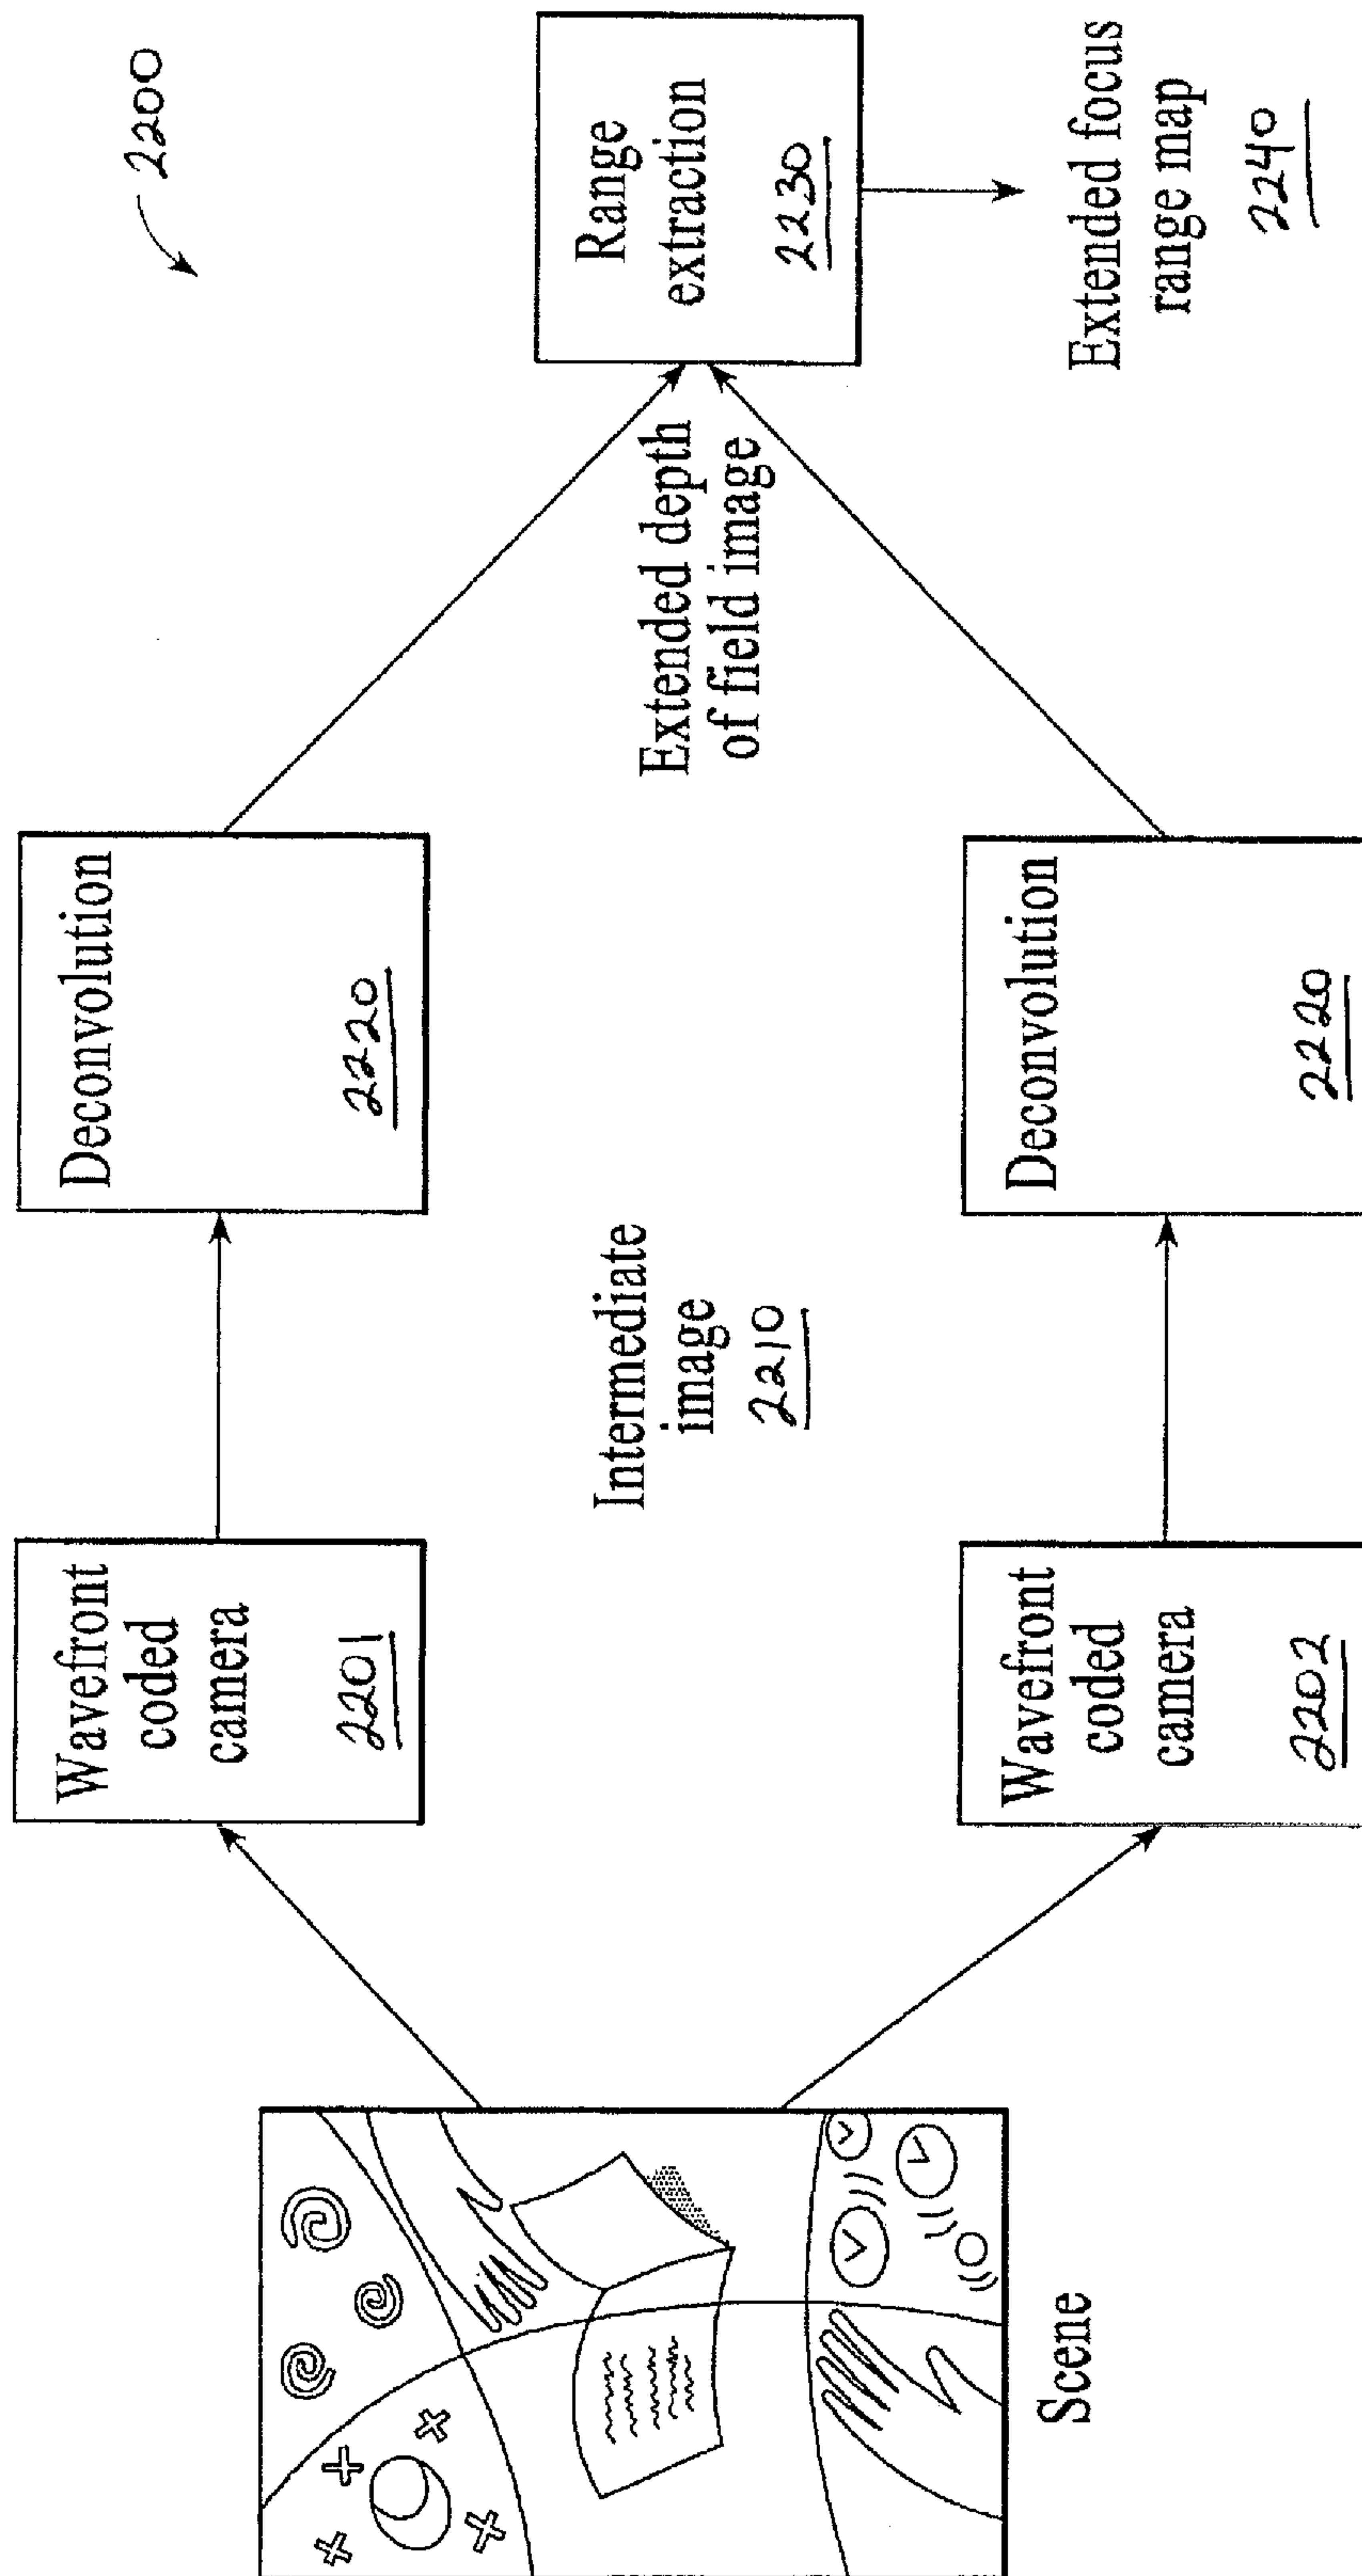 2200
Scene
Wavefront
coded
camera
2201
Wavefront
coded
camera
2202
Intermediate
image
2210
Deconvolution
2220
Deconvolution
2220
Extended depth
of field image
Range
extraction
2230
Extended focus
range map
2240